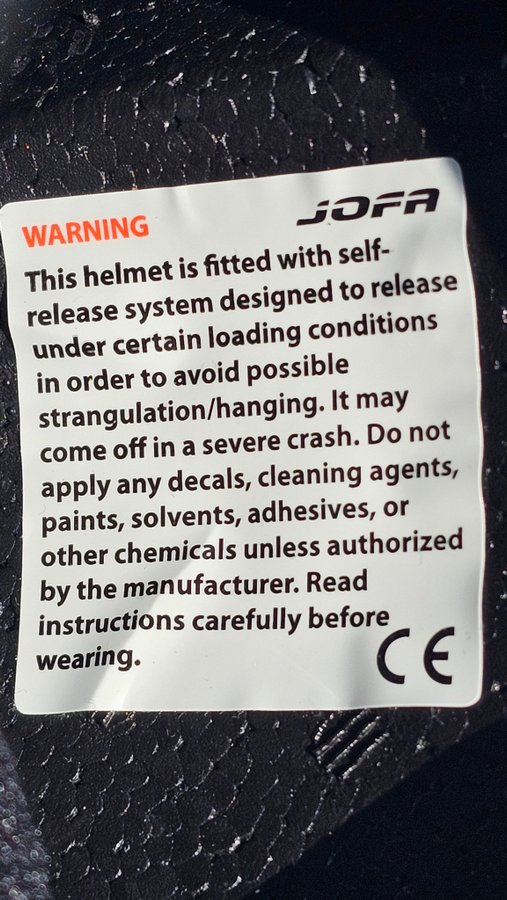 WARNING JOFA
This helmet is fitted with self-
release system designed to release
under certain loading conditions
in order to avoid possible
strangulation/hanging. It may
come off in a severe crash. Do not
apply any decals, cleaning agents,
paints, solvents, adhesives, or
other chemicals unless authorized
by the manufacturer. Read
instructions carefully before
wearing.
CE